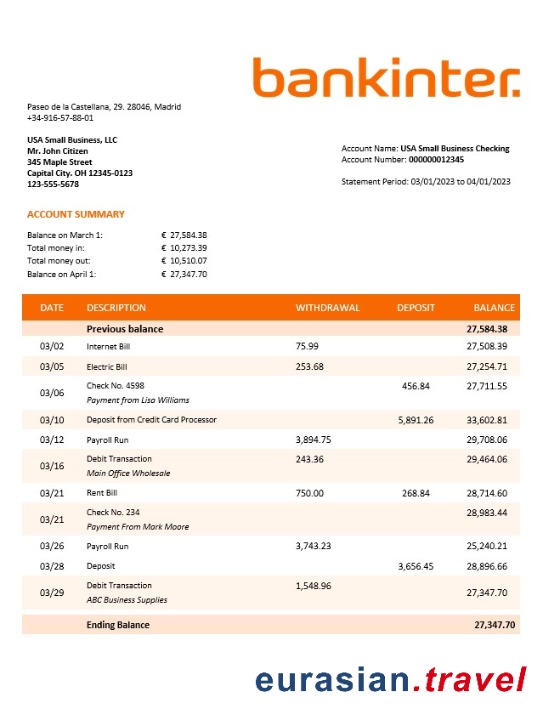 bankinter.
Paseo de la Castellana, 29. 28046, Madrid
+34-916-57-88-01
USA Small Business, LLC
Mr. John Citizen
345 Maple Street
Capital City. OH 12345-0123
123-555-5678
Account Name: USA Small Business Checking
Account Number: 000000012345
Statement Period: 03/01/2023 to 04/01/2023
ACCOUNT SUMMARY
Balance on March 1: € 27,584.38
Total money in: € 10,273.39
Total money out: € 10,510.07
Balance on April 1: € 27,347.70
DATE DESCRIPTION WITHDRAWAL DEPOSIT BALANCE
Previous balance 27,584.38
03/02 Internet Bill 75.99 27,508.39
03/05 Electric Bill 253.68 27,254.71
03/06 Check No. 4598 456.84 27,711.55
Payment from Lisa Williams
03/10 Deposit from Credit Card Processor 5,891.26 33,602.81
03/12 Payroll Run 3,894.75 29,708.06
03/16 Debit Transaction 243.36 29,464.06
Main Office Wholesale
03/21 Rent Bill 750.00 268.84 28,714.60
03/21 Check No. 234 28,983.44
Payment From Mark Moore
03/26 Payroll Run 3,743.23 25,240.21
03/28 Deposit 3,656.45 28,896.66
03/29 Debit Transaction 1,548.96 27,347.70
ABC Business Supplies
Ending Balance 27,347.70
eurasian.travel